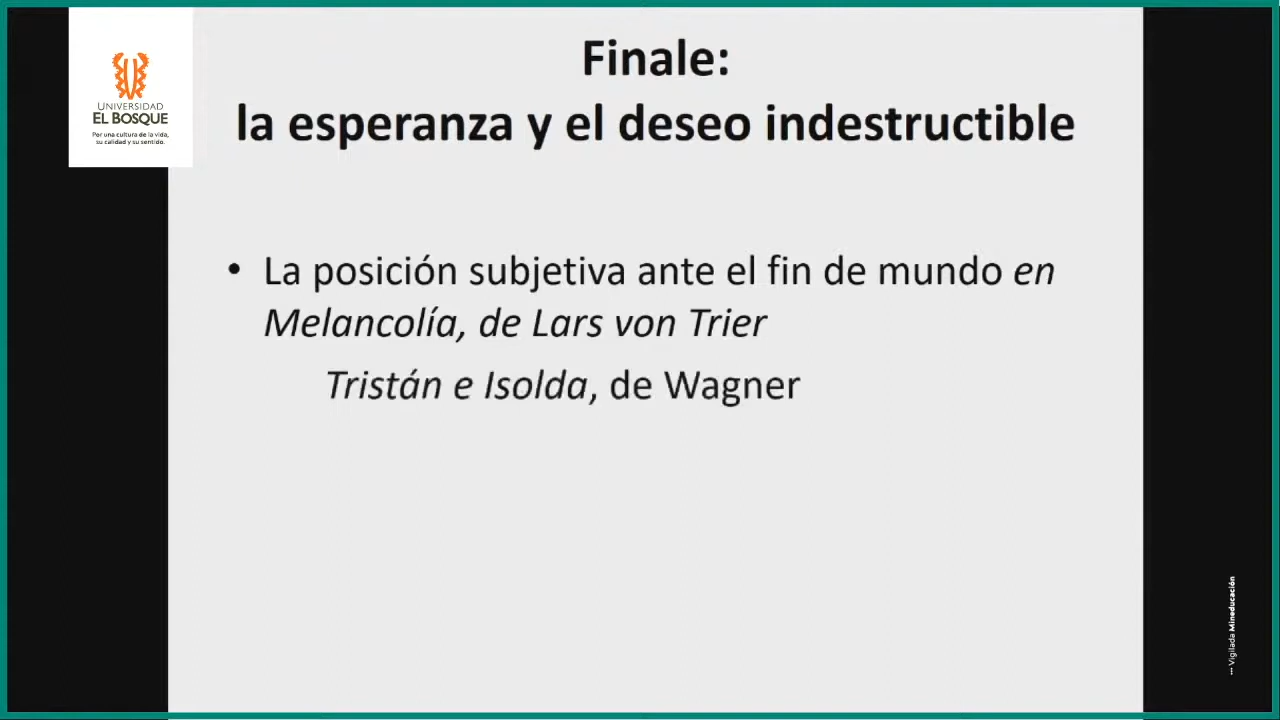 UNIVERSIDAD
EL BOSQUE
Por una cultura de la vida,
su calidad y su sentido.
Finale:
la esperanza y el deseo indestructible
• La posición subjetiva ante el fin de mundo en
Melancolía, de Lars von Trier
Tristán e Isolda, de Wagner
Vigilada Mineducación